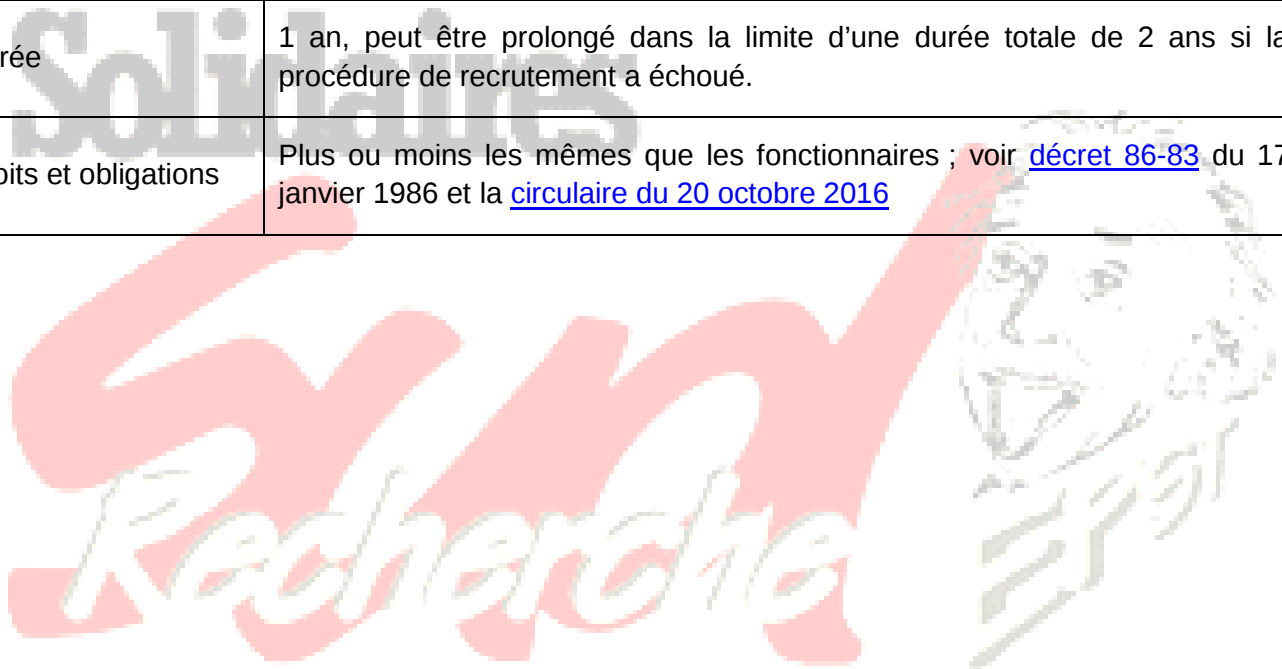 Solidaires
rée
1 an, peut être prolongé dans la limite d’une durée totale de 2 ans si la
procédure de recrutement a échoué.
oits et obligations
Plus ou moins les mêmes que les fonctionnaires ; voir décret 86-83 du 17
janvier 1986 et la circulaire du 20 octobre 2016
Sud
Recherche
EPST